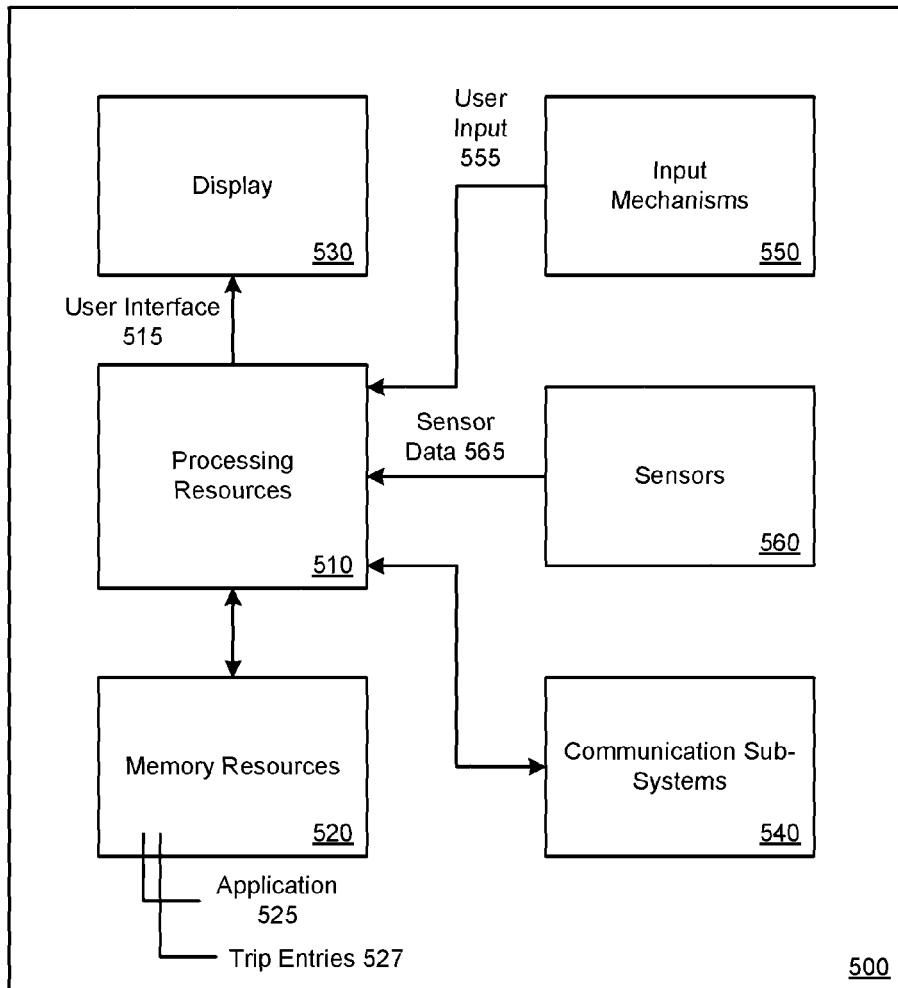 Display
530
User
Input
555
Input
Mechanisms
550
User Interface
515
Processing
Resources
510
Sensor
Data 565
Sensors
560
Memory Resources
520
Communication Sub-
Systems
540
Application
525
Trip Entries 527
500